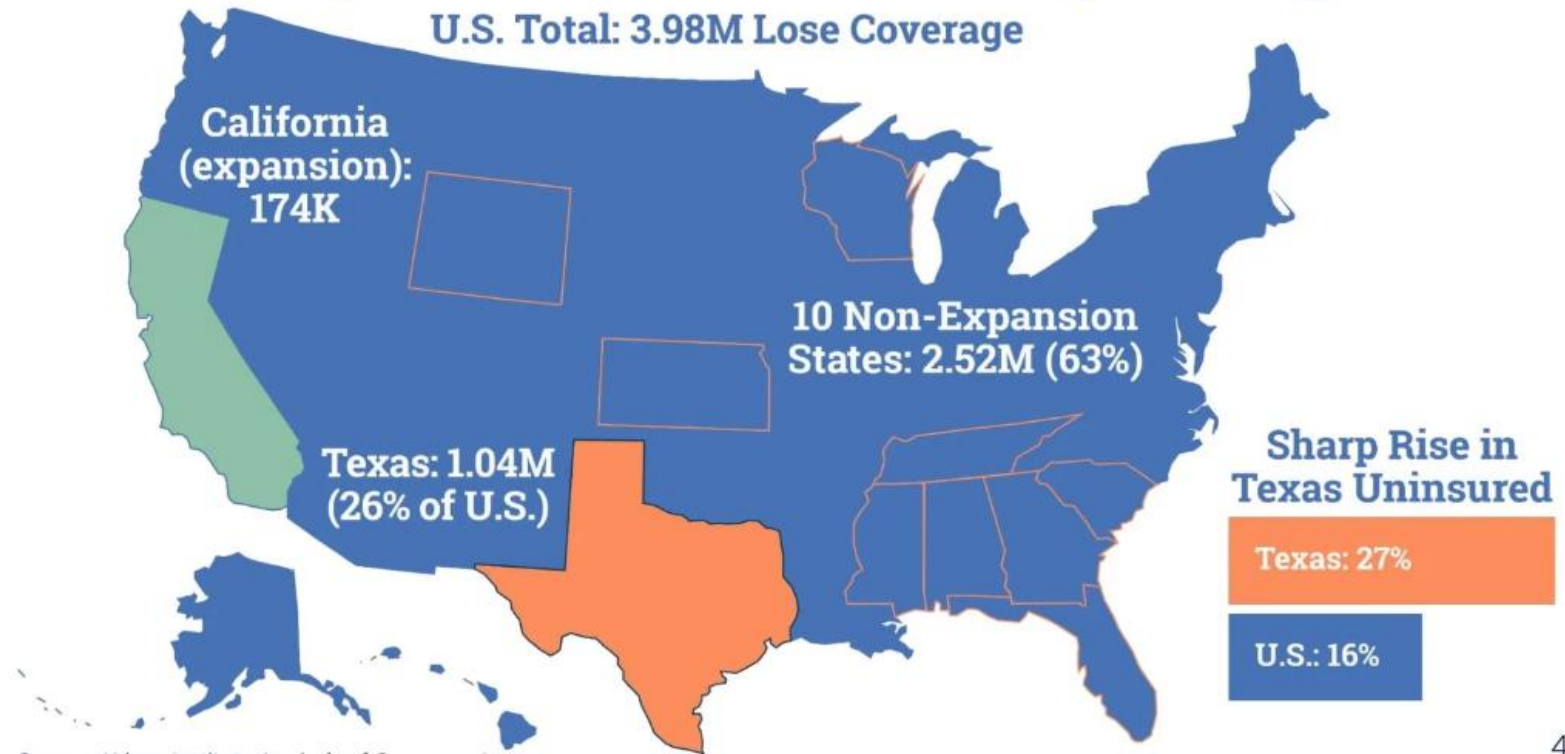 U.S. Total: 3.98M Lose Coverage
California
(expansion):
174K
10 Non-Expansion
States: 2.52M (63%)
Texas: 1.04M
(26% of U.S.)
Sharp Rise in
Texas Uninsured
Texas: 27%
U.S.: 16%
4